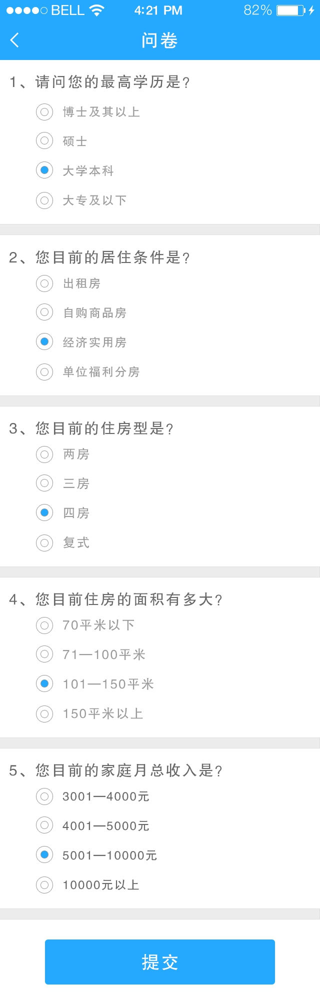 BELL 4:21 PM 82%
问卷
1、请问您的最高学历是?
博士及其以上
硕士
大学本科
大专及以下
2、您目前的居住条件是?
出租房
自购商品房
经济实用房
单位福利分房
3、您目前的住房型是?
两房
三房
四房
复式
4、您目前住房的面积有多大?
70平米以下
71—100平米
101—150平米
150平米以上
5、您目前的家庭月总收入是?
3001—4000元
4001—5000元
5001—10000元
10000元以上
提交